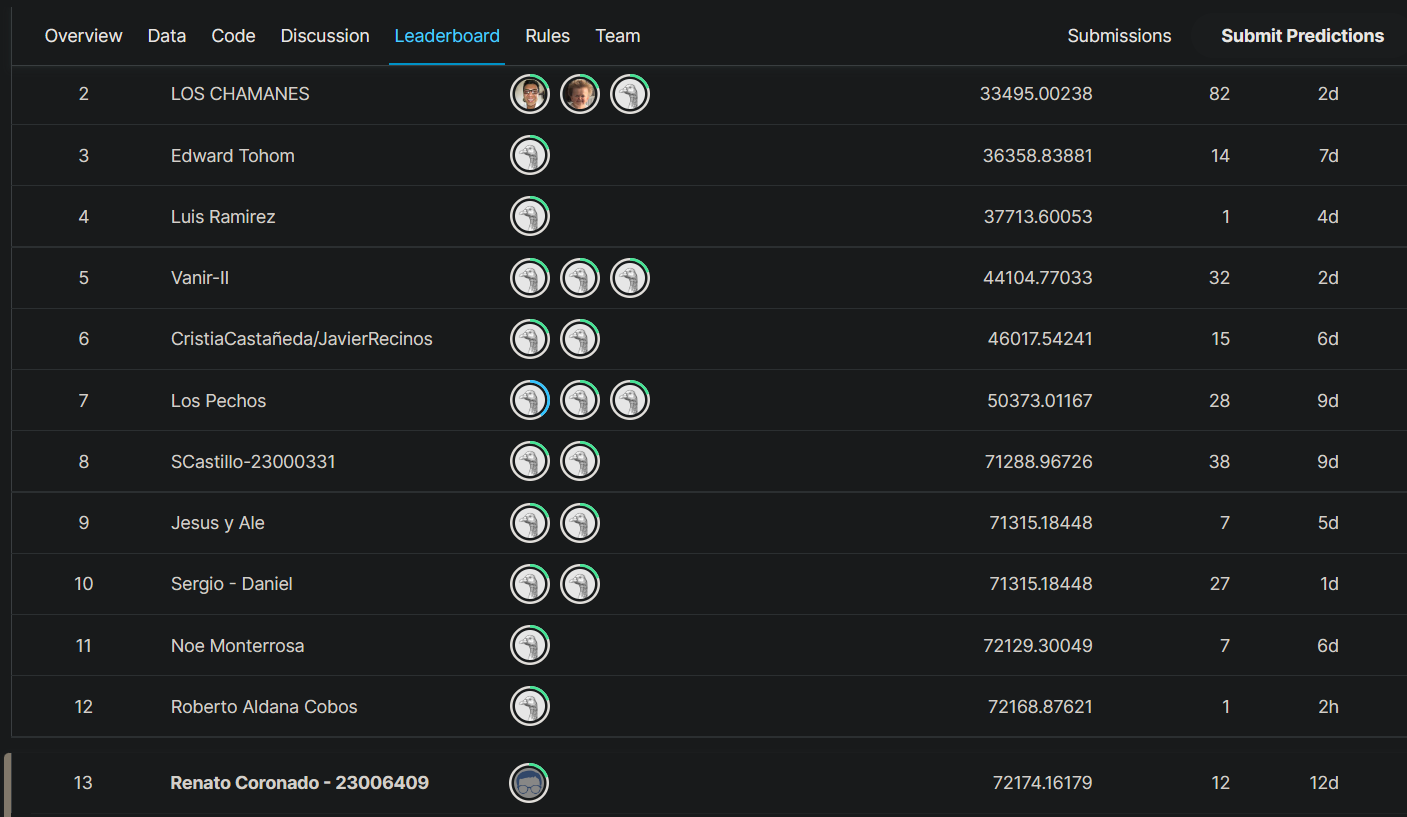 Overview Data Code Discussion Leaderboard Rules Team Submissions Submit Predictions
2 LOS CHAMANES 33495.00238 82 2d
3 Edward Tohom 36358.83881 14 7d
4 Luis Ramirez 37713.60053 1 4d
5 Vanir-II 44104.77033 32 2d
6 CristiaCastañeda/JavierRecinos 46017.54241 15 6d
7 Los Pechos 50373.01167 28 9d
8 SCastillo-23000331 71288.96726 38 9d
9 Jesus y Ale 71315.18448 7 5d
10 Sergio - Daniel 71315.18448 27 1d
11 Noe Monterrosa 72129.30049 7 6d
12 Roberto Aldana Cobos 72168.87621 1 2h
13 Renato Coronado - 23006409 72174.16179 12 12d